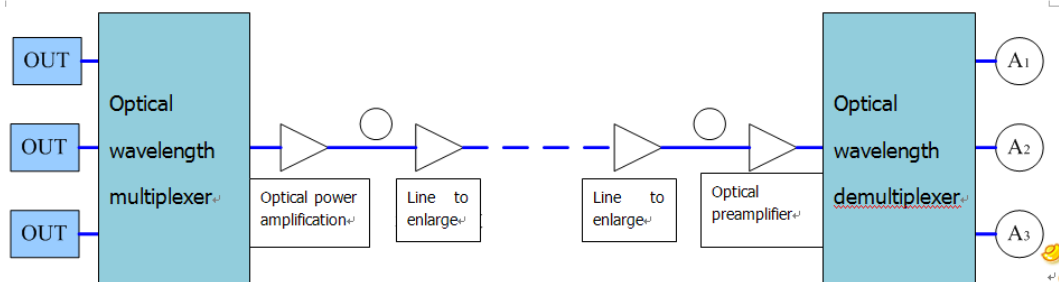 OUT
OUT
OUT
Optical
wavelength
multiplexer
Optical power
amplification
Line to
enlarge
Line to
enlarge
Optical
preamplifier
Optical
wavelength
demultiplexer
A1
A2
A3